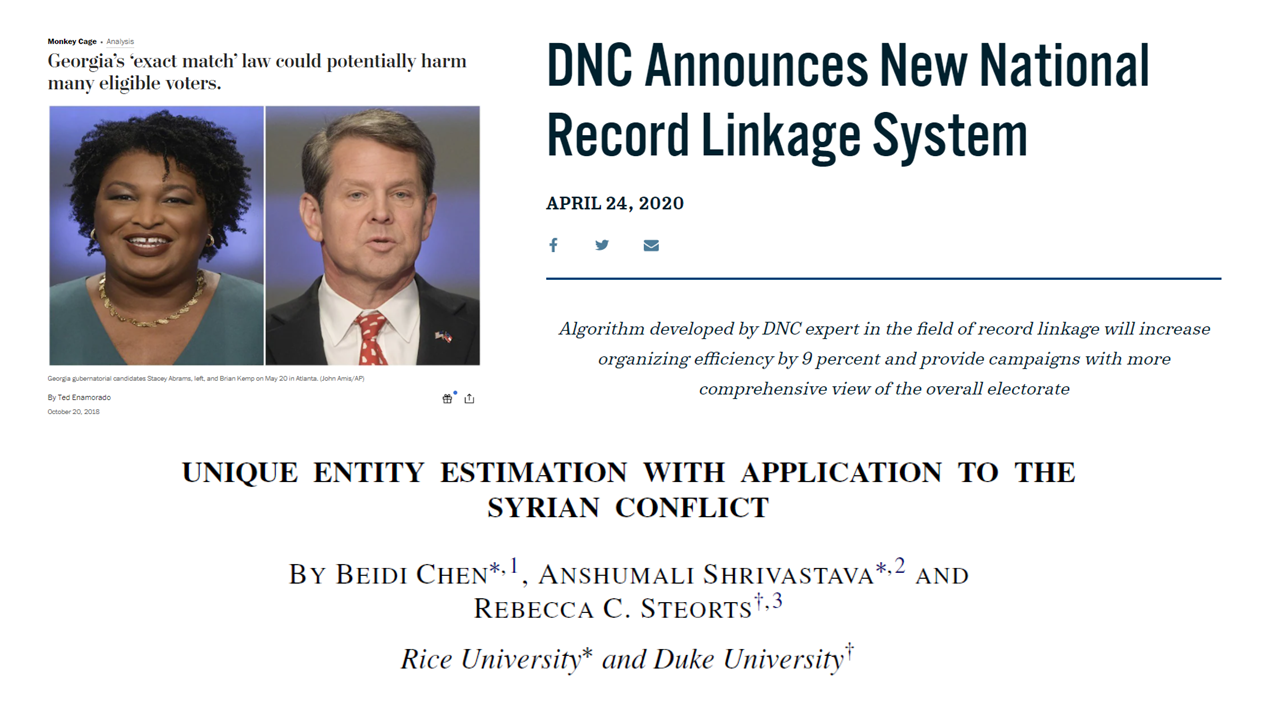 Monkey Cage • Analysis
Georgia's ‘exact match’ law could potentially harm
many eligible voters.
Georgia gubernatorial candidates Stacey Abrams, left, and Brian Kemp on May 20 in Atlanta. (John Amis/AP)
By Ted Enamorado
October 20, 2018
DNC Announces New National
Record Linkage System
APRIL 24, 2020
Algorithm developed by DNC expert in the field of record linkage will increase
organizing efficiency by 9 percent and provide campaigns with more
comprehensive view of the overall electorate
UNIQUE ENTITY ESTIMATION WITH APPLICATION TO THE
SYRIAN CONFLICT
BY BEIDI CHEN*,1, ANSHUMALI SHRIVASTAVA*,2 AND
REBECCA C. STEORTS†,3
Rice University* and Duke University†